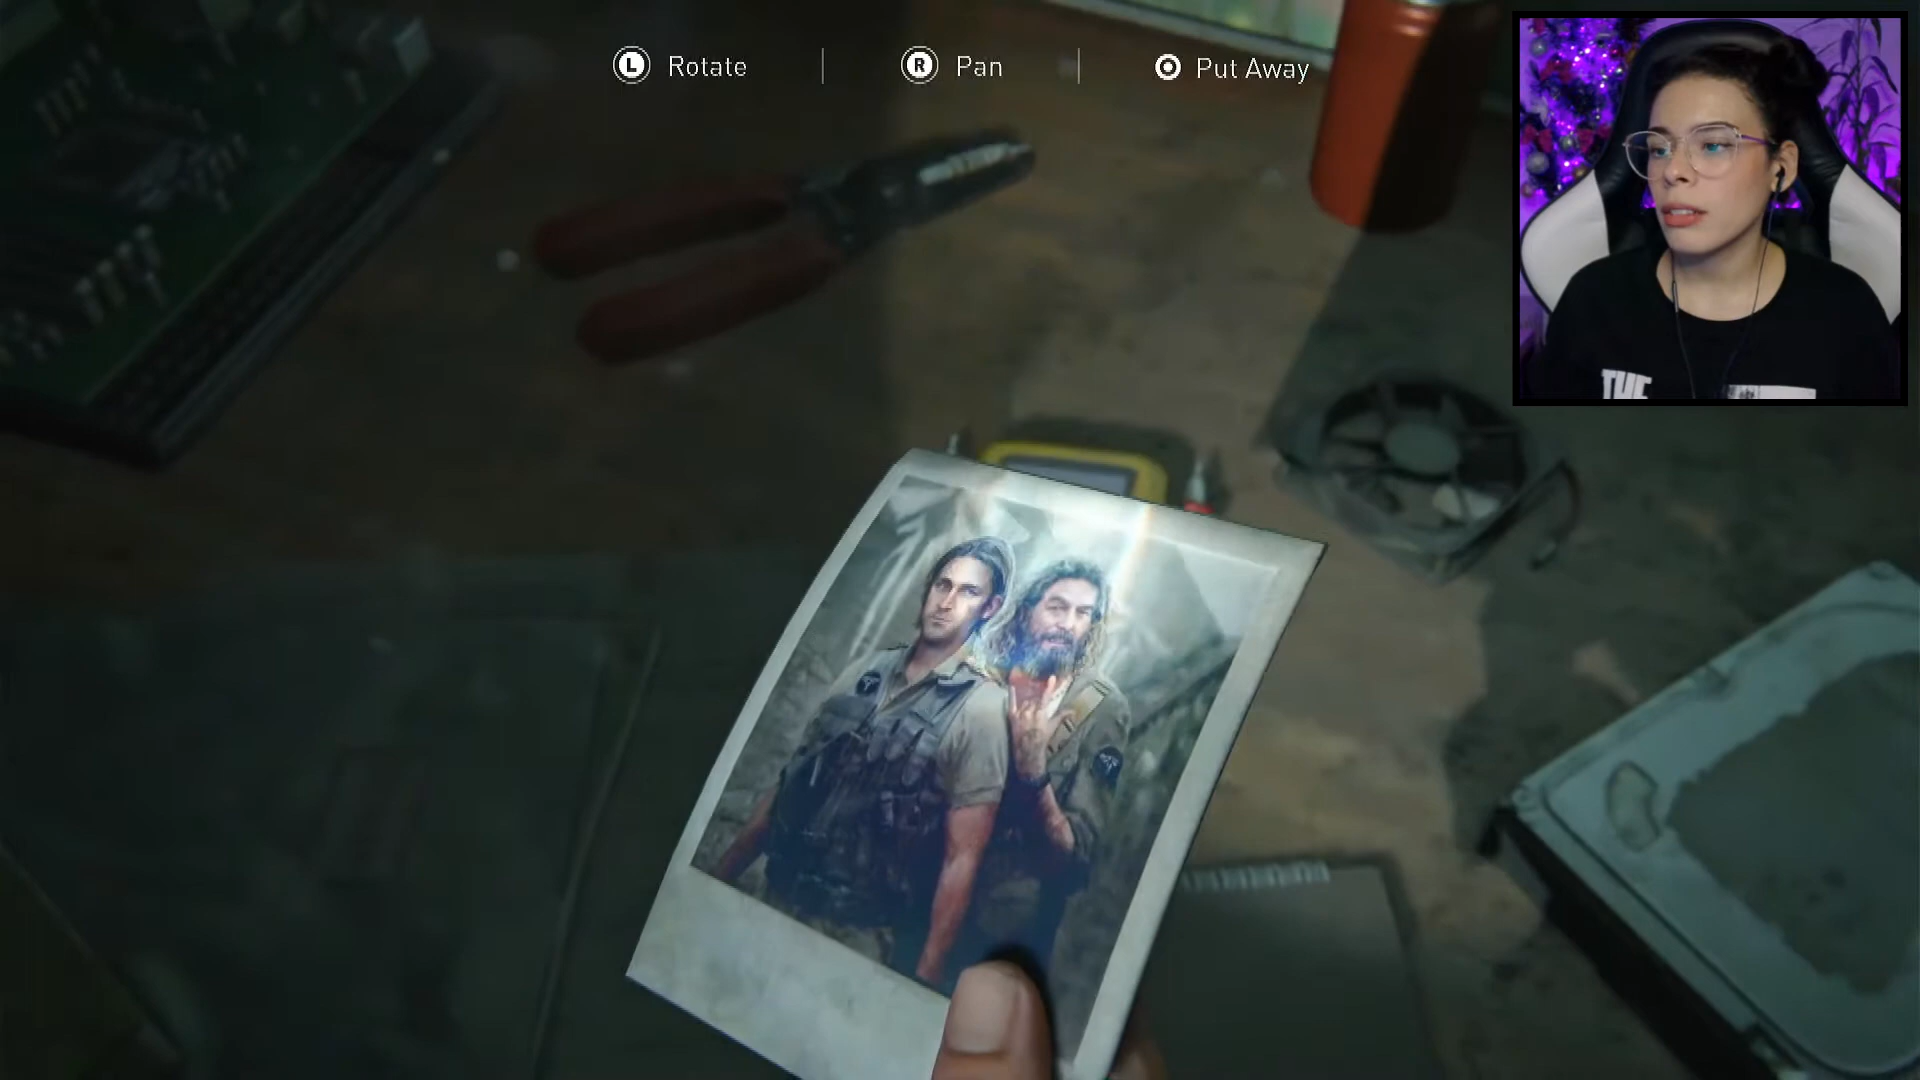 L Rotate | R Pan | Put Away
THE